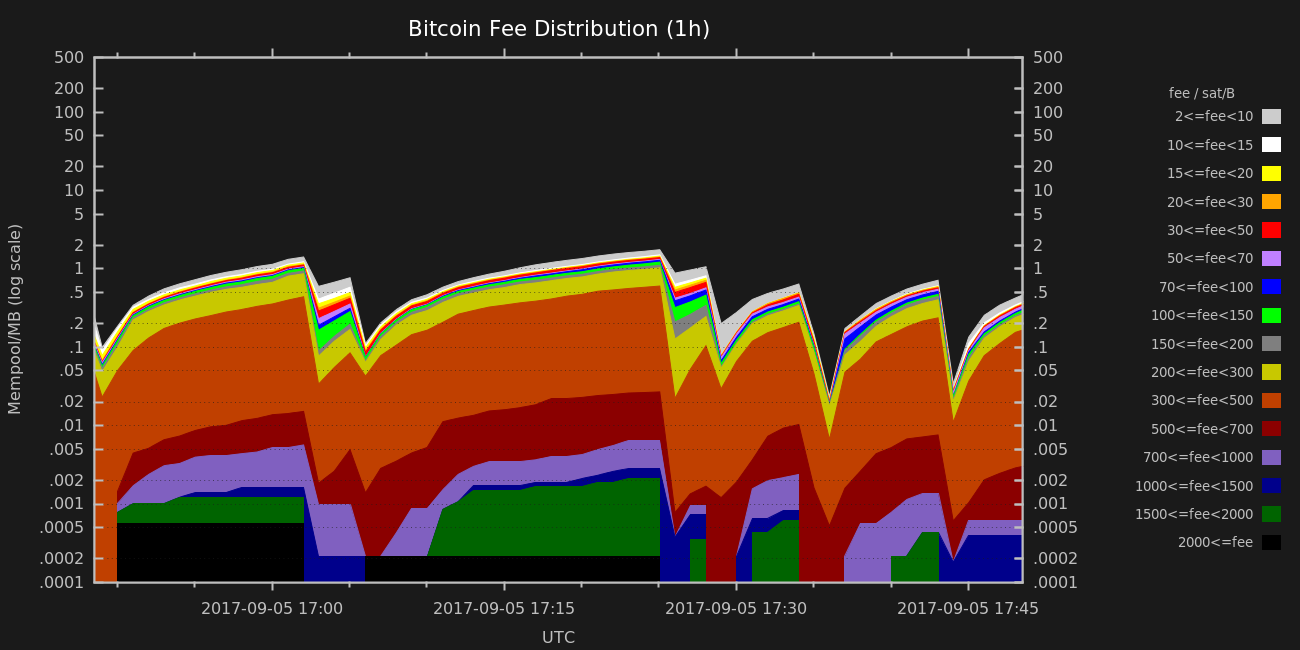 Bitcoin Fee Distribution (1h)
500 500
200 200
100 100
50 50
20 20
10 10
5 5
2 2
1 1
.5 .5
.2 .2
.1 .1
.05 .05
.02 .02
.01 .01
.005 .005
.002 .002
.001 .001
.0005 .0005
.0002 .0002
.0001 .0001
Mempool/MB (log scale)
2017-09-05 17:00 2017-09-05 17:15 2017-09-05 17:30 2017-09-05 17:45
UTC
fee / sat/B
2<=fee<10
10<=fee<15
15<=fee<20
20<=fee<30
30<=fee<50
50<=fee<70
70<=fee<100
100<=fee<150
150<=fee<200
200<=fee<300
300<=fee<500
500<=fee<700
700<=fee<1000
1000<=fee<1500
1500<=fee<2000
2000<=fee